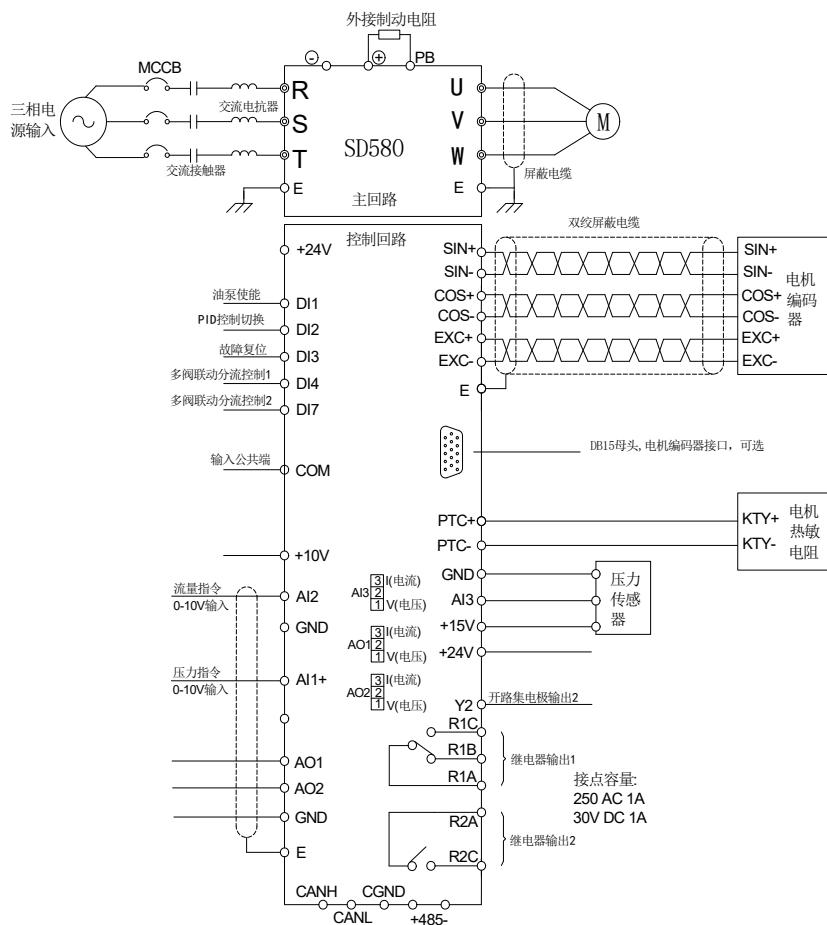 外接制动电阻
-
+
PB
MCCB
三相电
源输入
交流电抗器
交流接触器
R
S
T
E
SD580
主回路
U
V
W
E
M
屏蔽电缆
控制回路
+24V
油泵使能
DI1
PID控制切换
DI2
故障复位
DI3
多阀联动分流控制1
DI4
多阀联动分流控制2
DI7
输入公共端
COM
+10V
流量指令
0-10V输入
AI2
GND
压力指令
0-10V输入
AI1+
AO1
AO2
GND
E
双绞屏蔽电缆
SIN+
SIN-
COS+
COS-
EXC+
EXC-
E
SIN+
SIN-
COS+
COS-
EXC+
EXC-
电机
编码
器
DB15母头,电机编码器接口，可选
PTC+
PTC-
KTY+
KTY-
电机
热敏
电阻
GND
AI3
+15V
+24V
压力
传感
器
AI3
3 I(电流)
2
1 V(电压)
AO1
3 I(电流)
2
1 V(电压)
AO2
3 I(电流)
2
1 V(电压)
Y2
开路集电极输出2
R1C
R1B
R1A
继电器输出1
R2A
R2C
继电器输出2
接点容量:
250 AC 1A
30V DC 1A
CANH
CANL
CGND
+485-